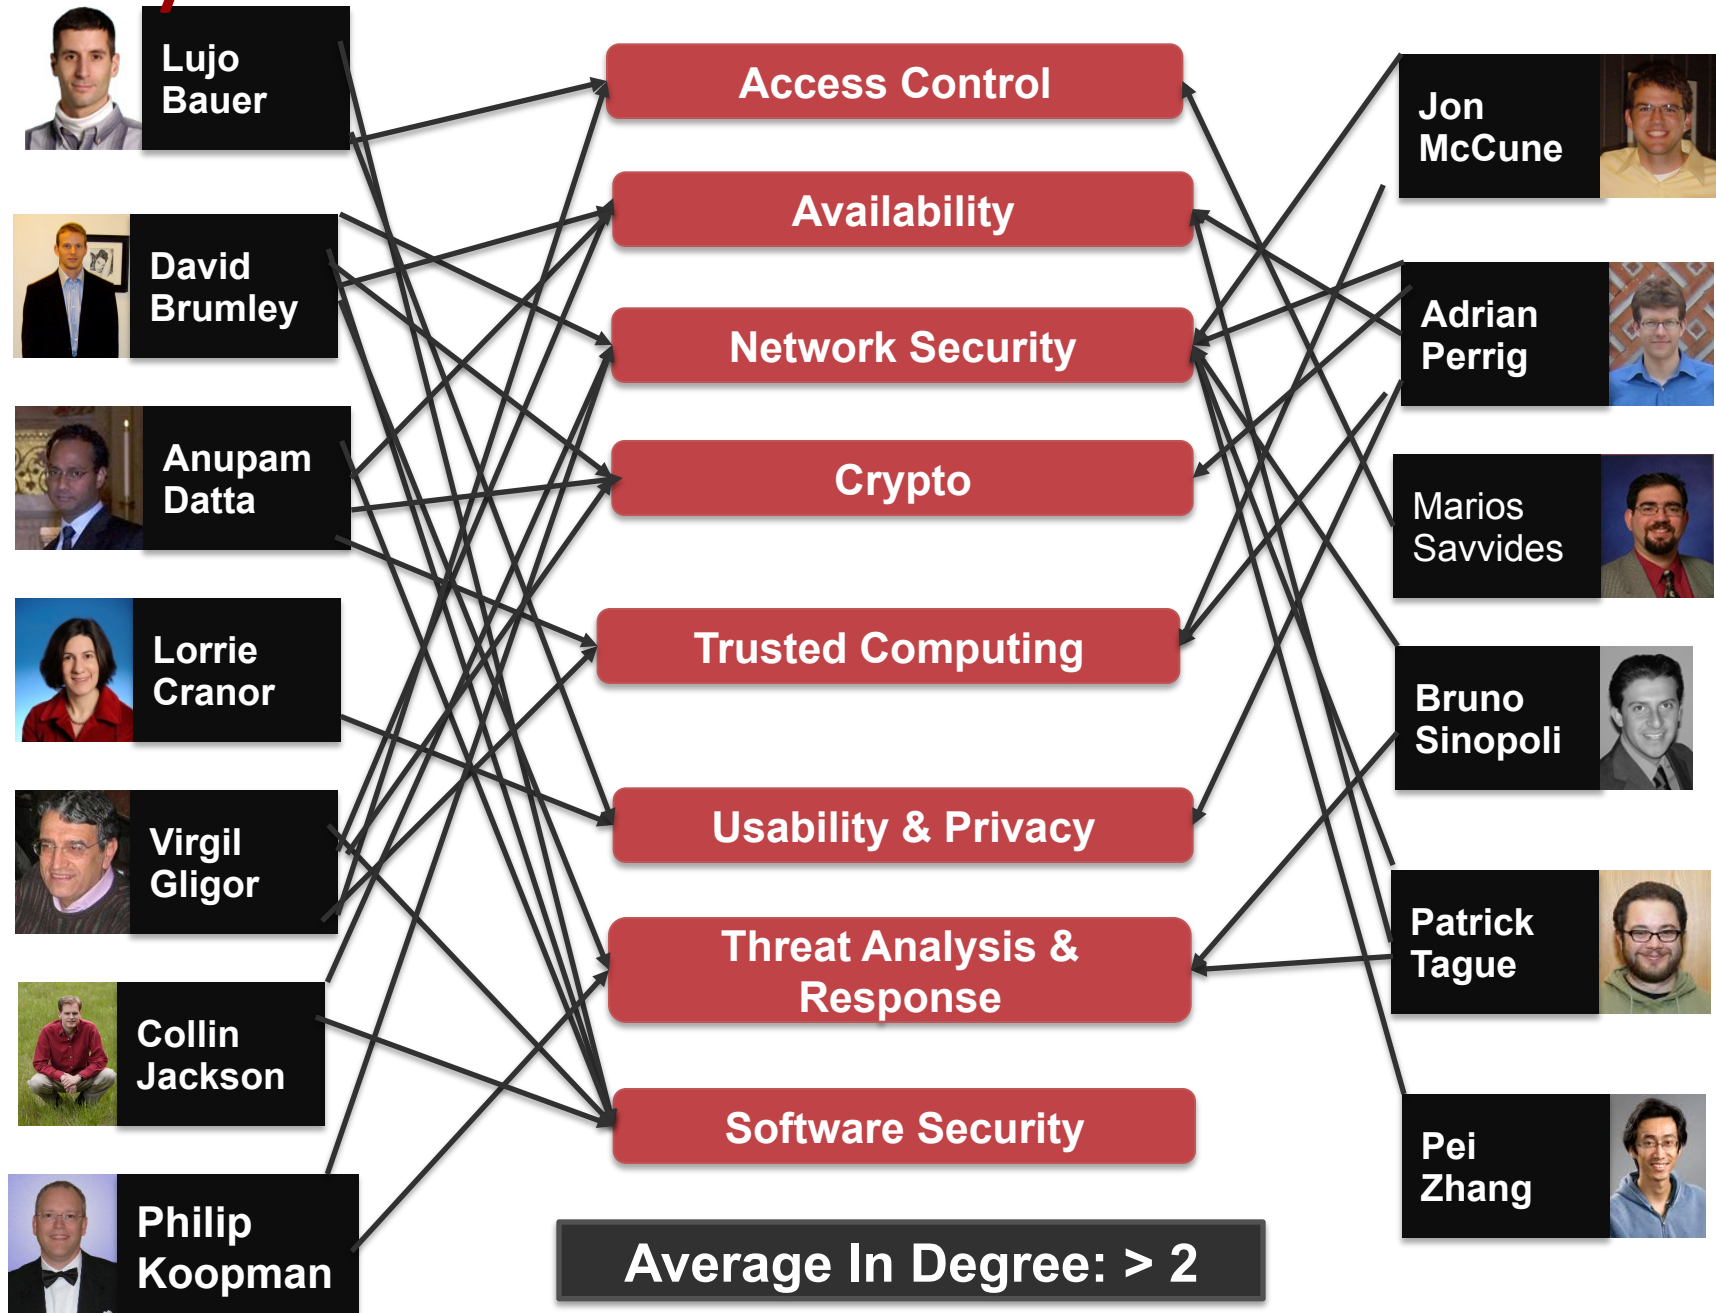 Lujo
Bauer
David
Brumley
Anupam
Datta
Lorrie
Cranor
Virgil
Gligor
Collin
Jackson
Philip
Koopman
Access Control
Availability
Network Security
Crypto
Trusted Computing
Usability & Privacy
Threat Analysis &
Response
Software Security
Average In Degree: > 2
Jon
McCune
Adrian
Perrig
Marios
Savvides
Bruno
Sinopoli
Patrick
Tague
Pei
Zhang